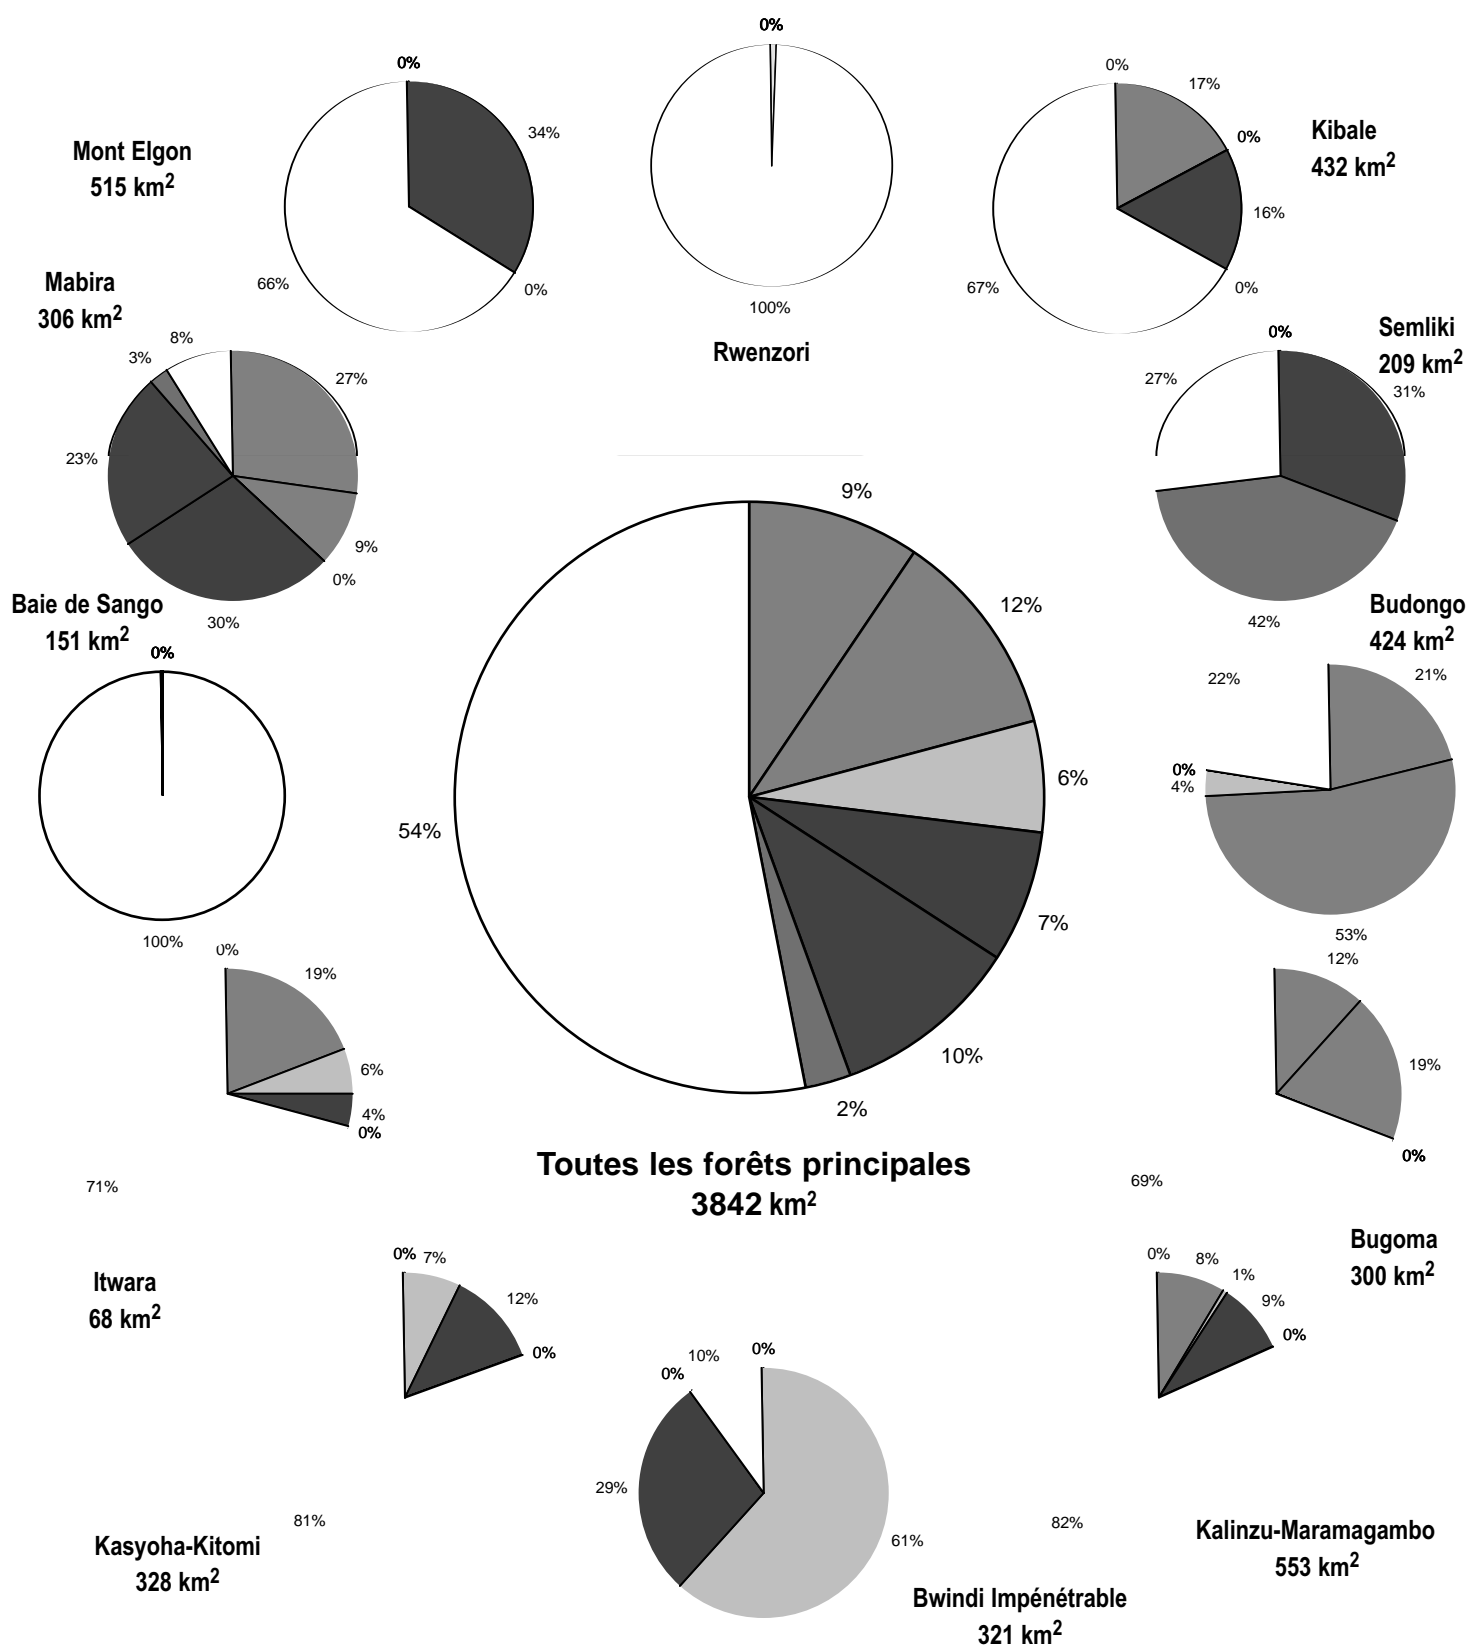 0%
0%
34%
Mont Elgon
515 km²
66%
0%
100%
Rwenzori
0%
17%
0%
Kibale
432 km²
16%
67%
0%
Mabira
306 km²
8%
3%
27%
23%
9%
0%
30%
Semliki
209 km²
0%
27%
31%
42%
Baie de Sango
151 km²
0%
100%
9%
12%
6%
54%
7%
10%
2%
Toutes les forêts principales
3842 km²
Budongo
424 km²
22%
21%
0%
4%
53%
0%
19%
6%
4%
0%
71%
Itwara
68 km²
12%
19%
0%
69%
Bugoma
300 km²
0%
7%
12%
0%
81%
Kasyoha-Kitomi
328 km²
0%
10%
0%
29%
61%
Bwindi Impénétrable
321 km²
0%
8%
1%
9%
0%
82%
Kalinzu-Maramagambo
553 km²